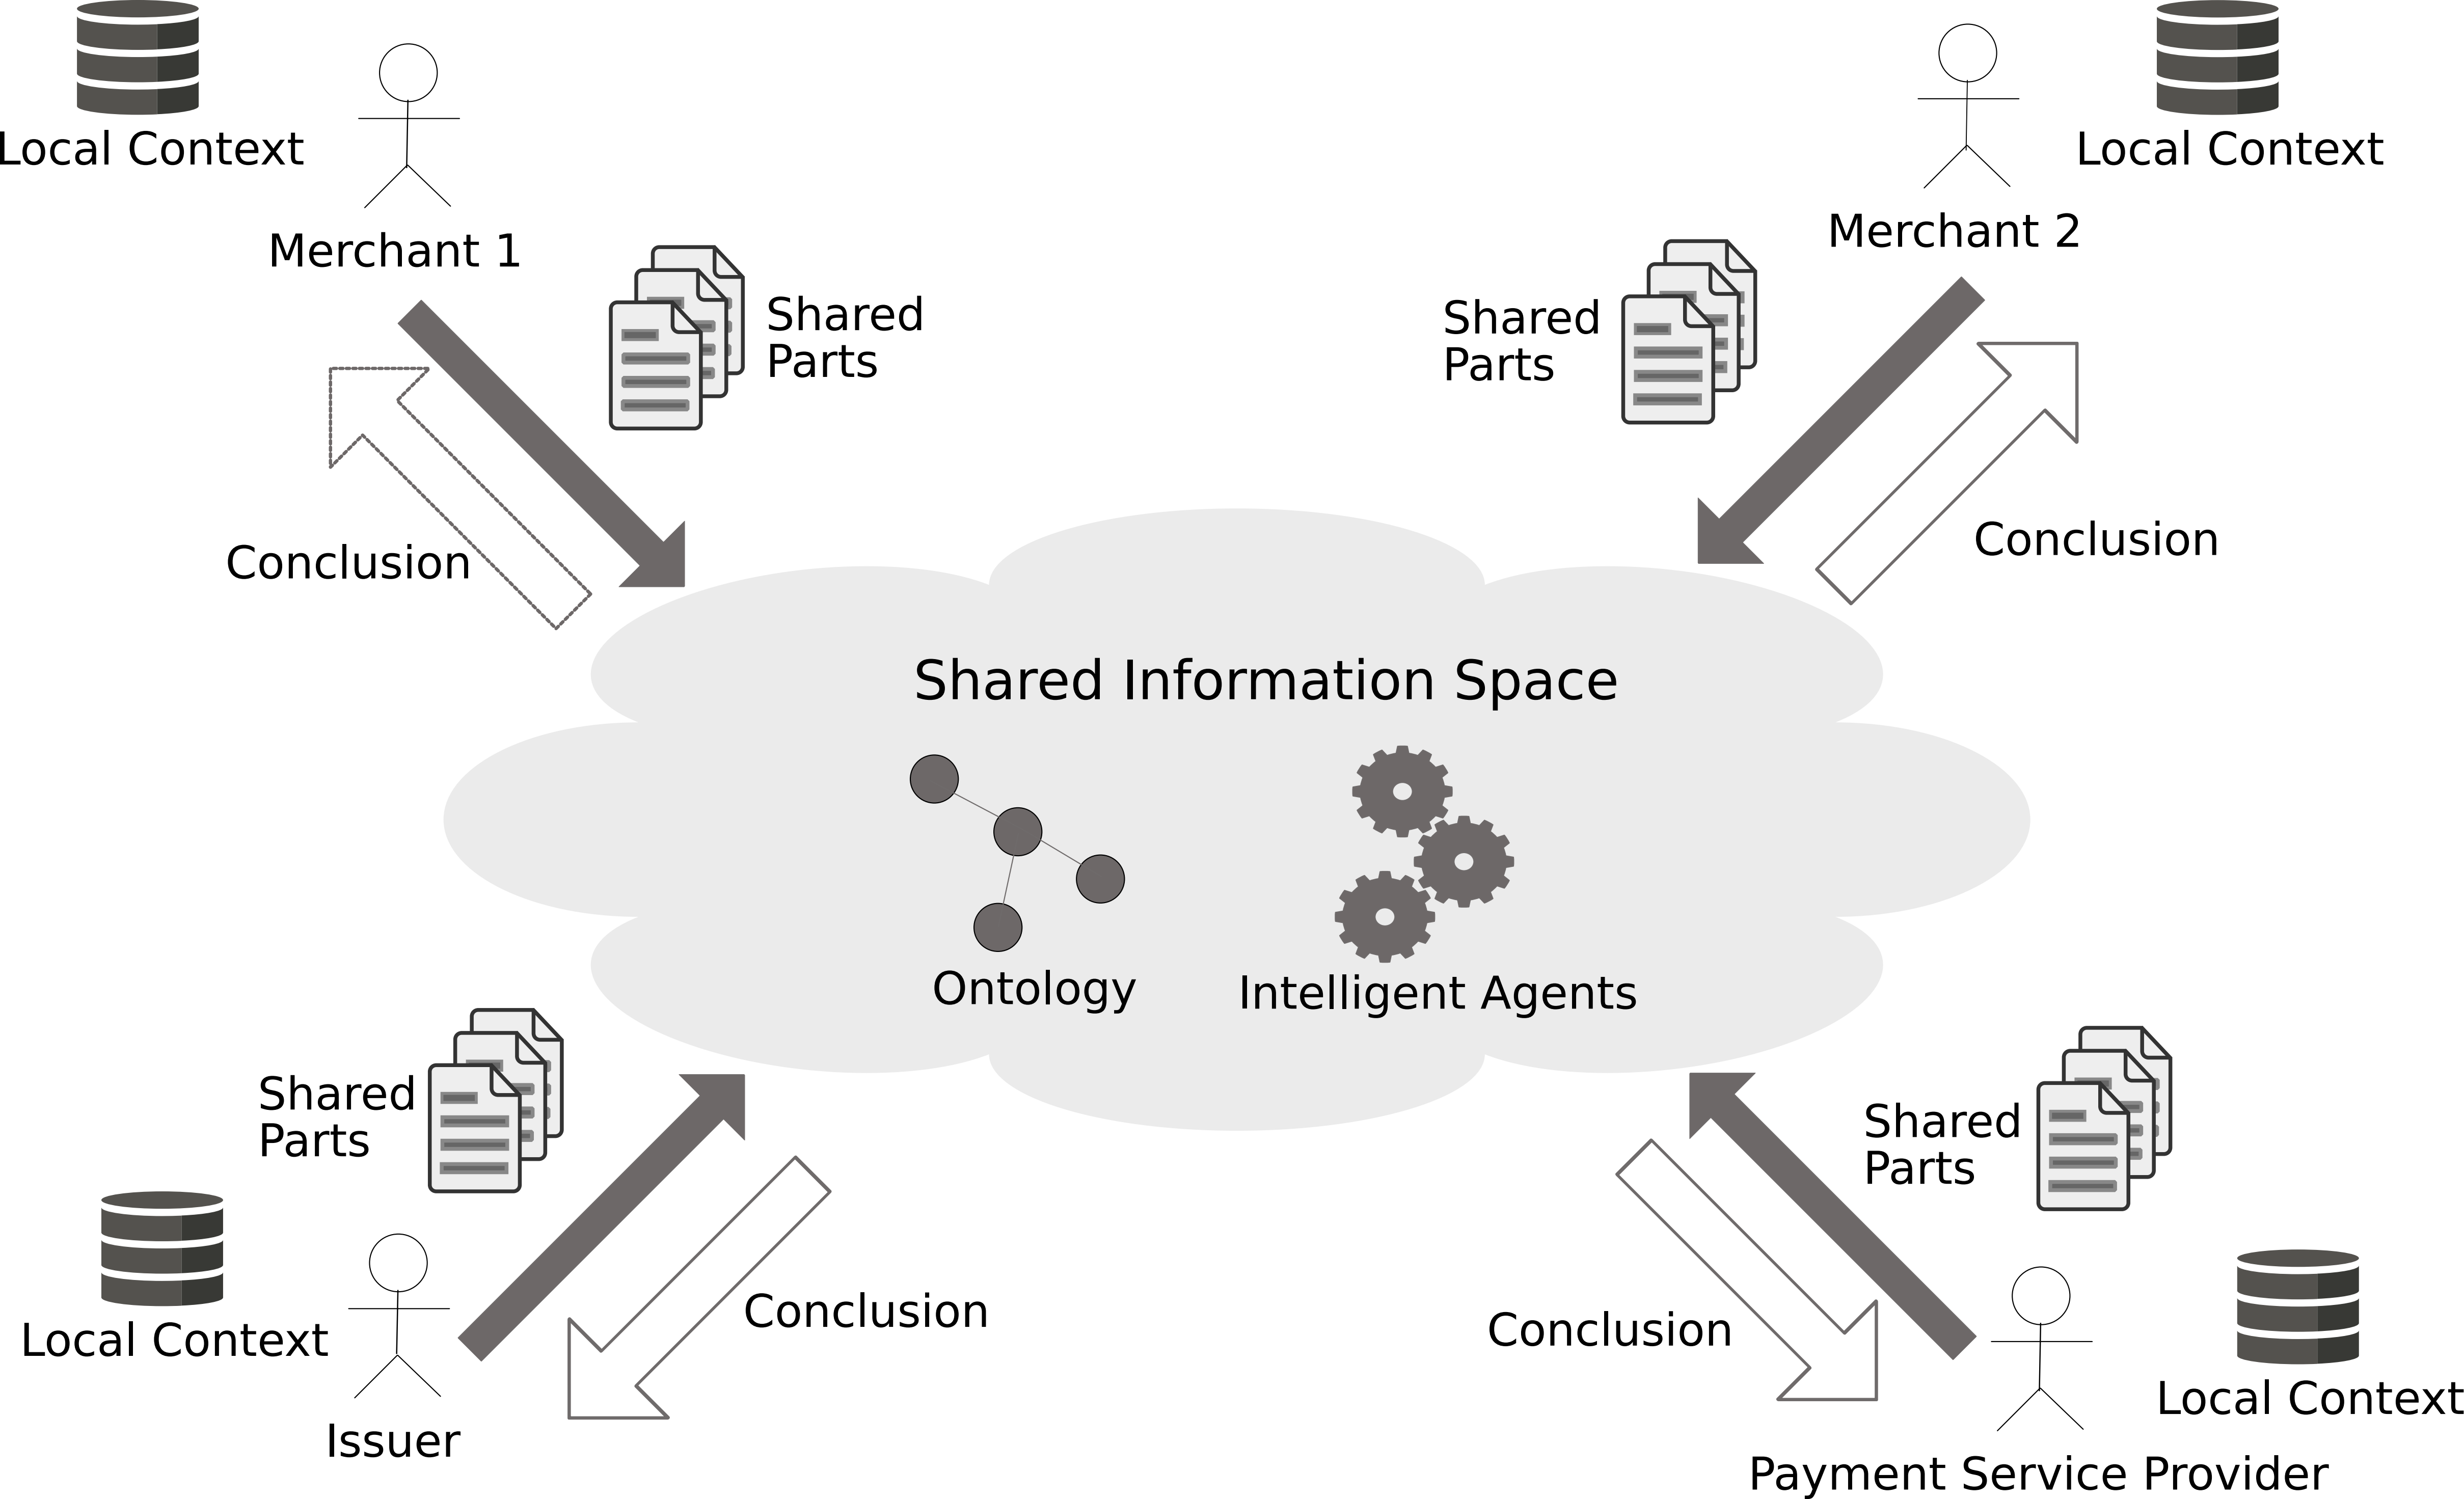 Local Context
Merchant 1
Shared
Parts
Conclusion
Local Context
Merchant 2
Shared
Parts
Conclusion
Shared Information Space
Ontology
Intelligent Agents
Shared
Parts
Local Context
Issuer
Conclusion
Shared
Parts
Conclusion
Local Context
Payment Service Provider